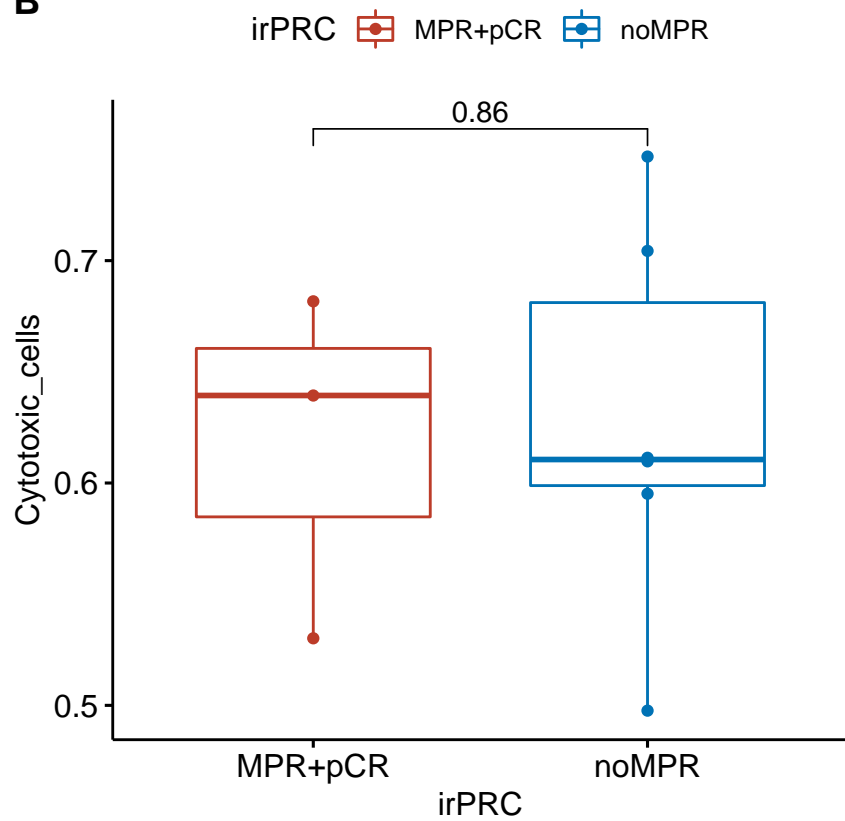 B
irPRC MPR+pCR noMPR
0.86
0.7
0.6
0.5
Cytotoxic_cells
MPR+pCR noMPR
irPRC